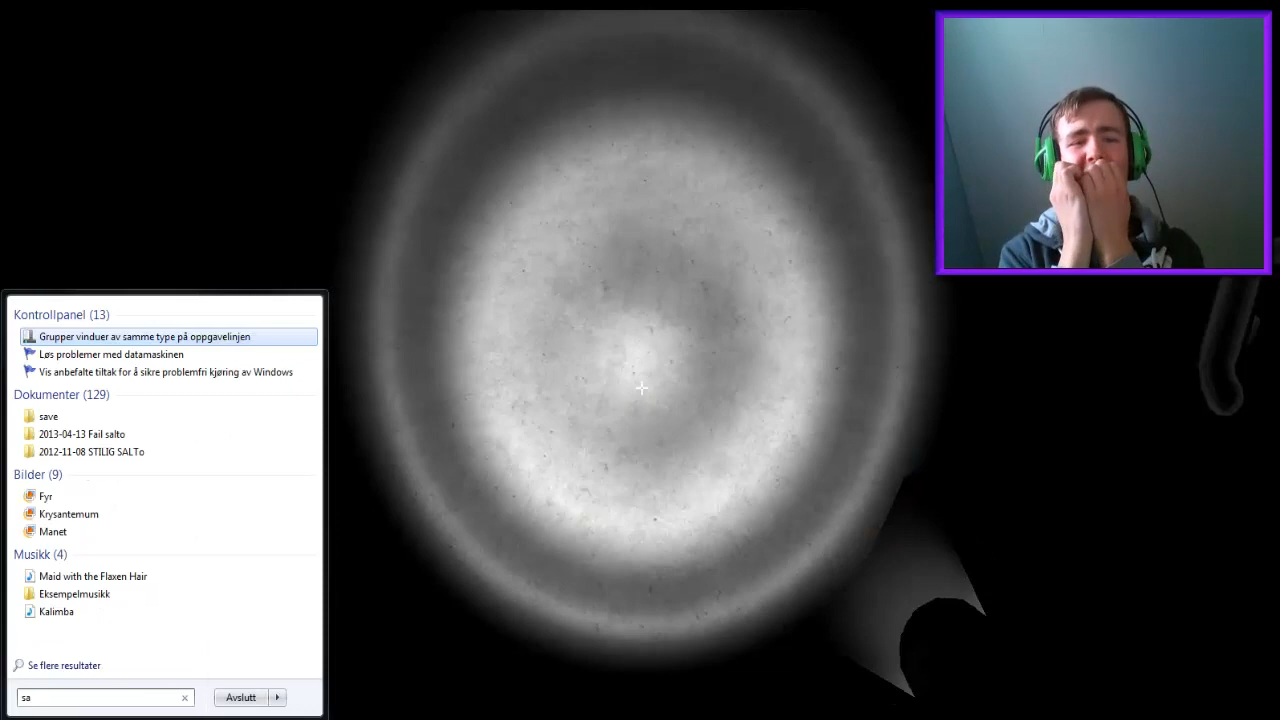 Kontrollpanel (13)
Grupper vinduer av samme type på oppgavelinjen
Løs problemer med datamaskinen
Vis anbefalte tiltak for å sikre problemfri kjøring av Windows
Dokumenter (129)
save
2013-04-13 Fail salto
2012-11-08 STILIG SALTo
Bilder (9)
Fyr
Krysantemum
Manet
Musikk (4)
Maid with the Flaxen Hair
Eksempelmusikk
Kalimba
Se flere resultater
sa
Avslutt